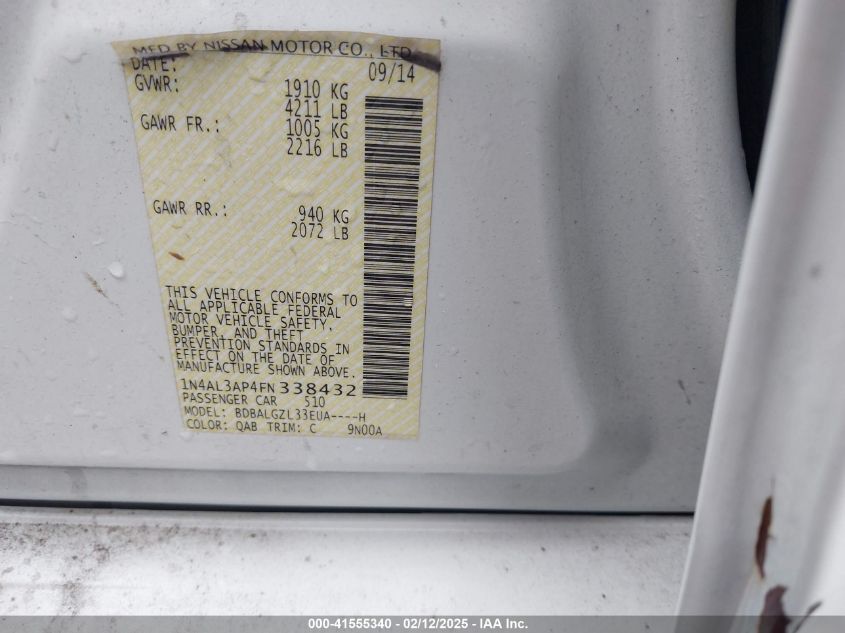 MFD BY NISSAN MOTOR CO., LTD
DATE: 09/14
GVWR: 1910 KG
4211 LB
GAWR FR.: 1005 KG
2216 LB
GAWR RR.: 940 KG
2072 LB
THIS VEHICLE CONFORMS TO
ALL APPLICABLE FEDERAL
MOTOR VEHICLE SAFETY,
BUMPER, AND THEFT
PREVENTION STANDARDS IN
EFFECT ON THE DATE OF
MANUFACTURE SHOWN ABOVE.
1N4AL3AP4FN 338432
PASSENGER CAR 510
MODEL: BDBALGZL33EUA----H
COLOR: QAB TRIM: C 9N00A
000-41555340 - 02/12/2025 - IAA Inc.